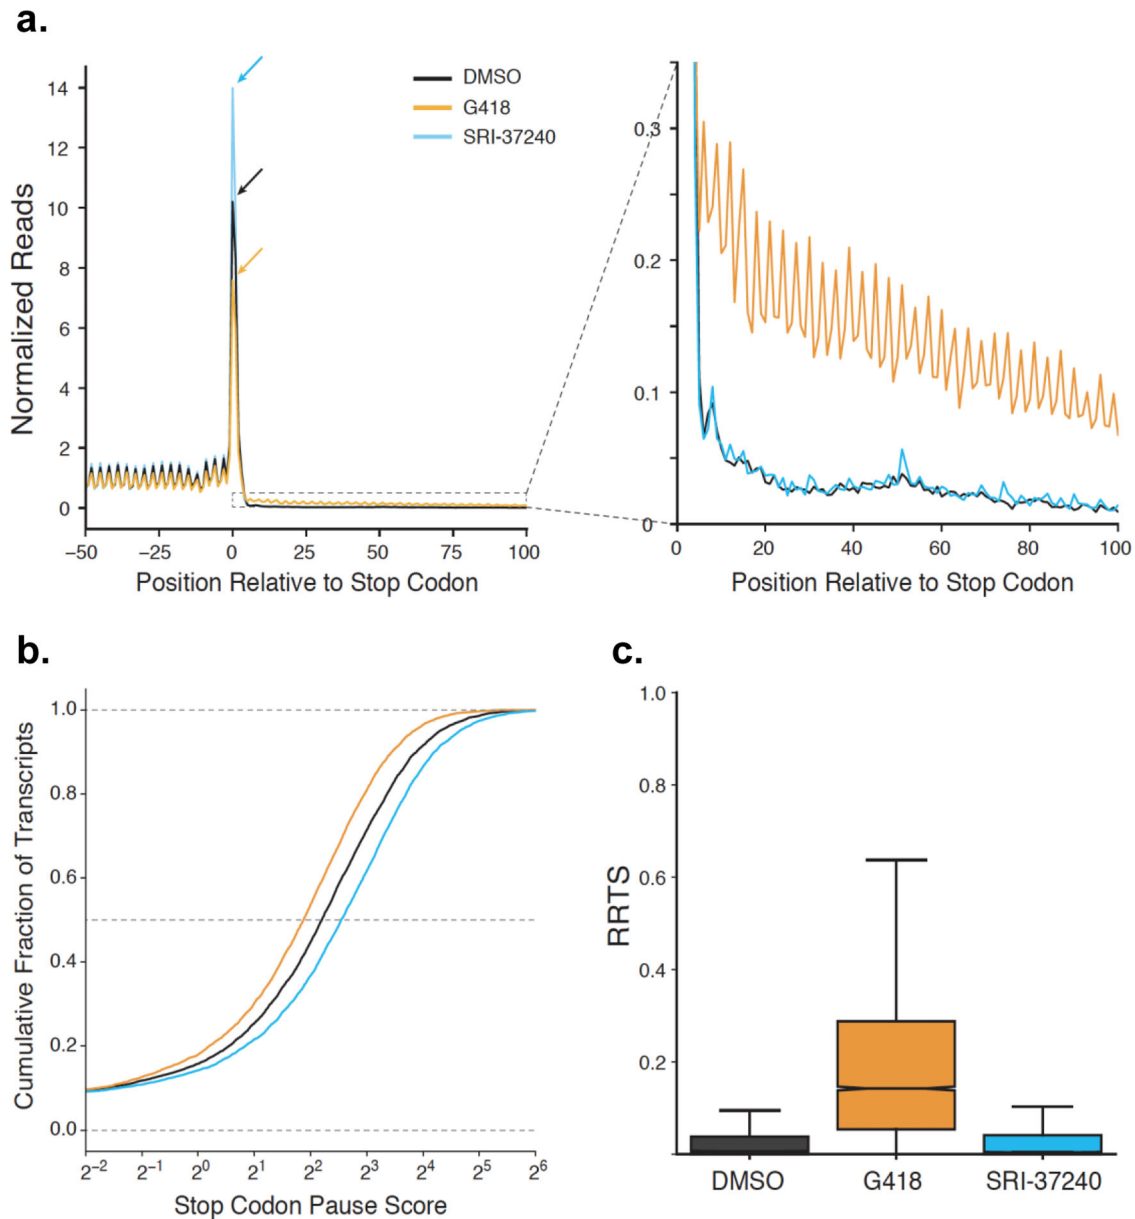 a.
14
12
10
8
6
4
2
0
Normalized Reads
DMSO
G418
SRI-37240
−50
−25
0
25
50
75
100
Position Relative to Stop Codon
0.3
0.2
0.1
0
0
20
40
60
80
100
Position Relative to Stop Codon
b.
1.0
0.8
0.6
0.4
0.2
0.0
Cumulative Fraction of Transcripts
2⁻² 2⁻¹ 2⁰ 2¹ 2² 2³ 2⁴ 2⁵ 2⁶
Stop Codon Pause Score
c.
1.0
0.8
0.6
0.4
0.2
RRTS
DMSO
G418
SRI-37240